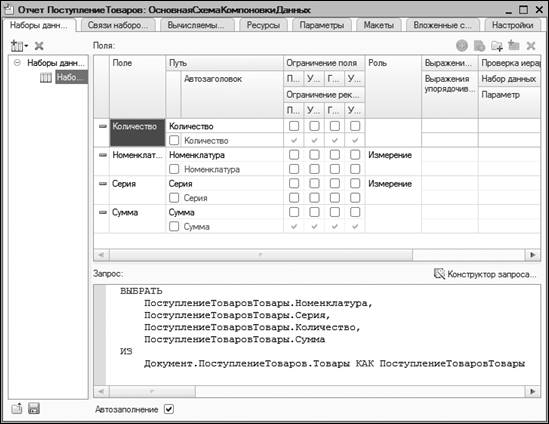 Отчет ПоступлениеТоваров: ОсновнаяСхемаКомпоновкиДанных
Наборы данн... Связи наборо... Вычисляемы... Ресурсы Параметры Макеты Вложенные с... Настройки
Поля:
Наборы данн...
Набо...
Поле Путь Ограничение поля Роль Выражени... Проверка иерар
Автозаголовок П... У... Г... У... Выражения упорядочив... Набор данных
Ограничение рек... Параметр
П... У... Г... У...
Количество Количество
Количество
Номенклат... Номенклатура Измерение
Номенклатура
Серия Серия Измерение
Серия
Сумма Сумма
Сумма
Запрос: Конструктор запроса...
ВЫБРАТЬ
ПоступлениеТоваровТовары.Номенклатура,
ПоступлениеТоваровТовары.Серия,
ПоступлениеТоваровТовары.Количество,
ПоступлениеТоваровТовары.Сумма
ИЗ
Документ.ПоступлениеТоваров.Товары КАК ПоступлениеТоваровТовары
Автозаполнение